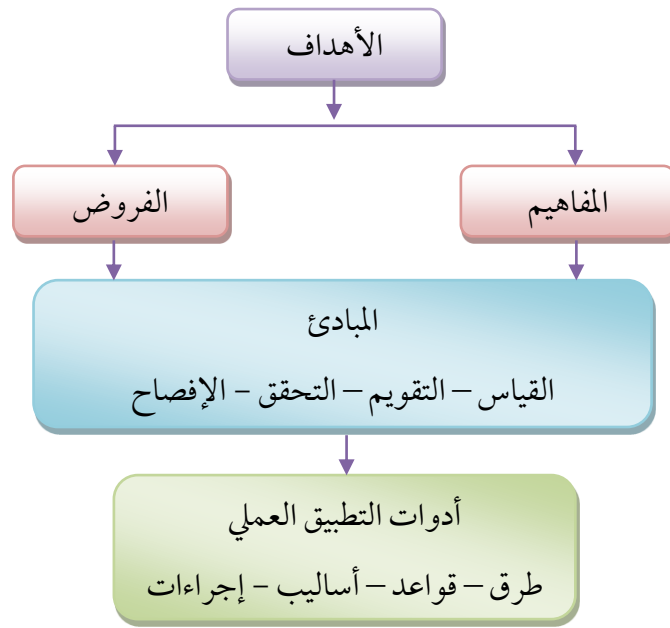 الأهداف
المفاهيم
الفروض
المبادئ
القياس – التقويم – التحقق – الإفصاح
أدوات التطبيق العملي
طرق – قواعد – أساليب – إجراءات